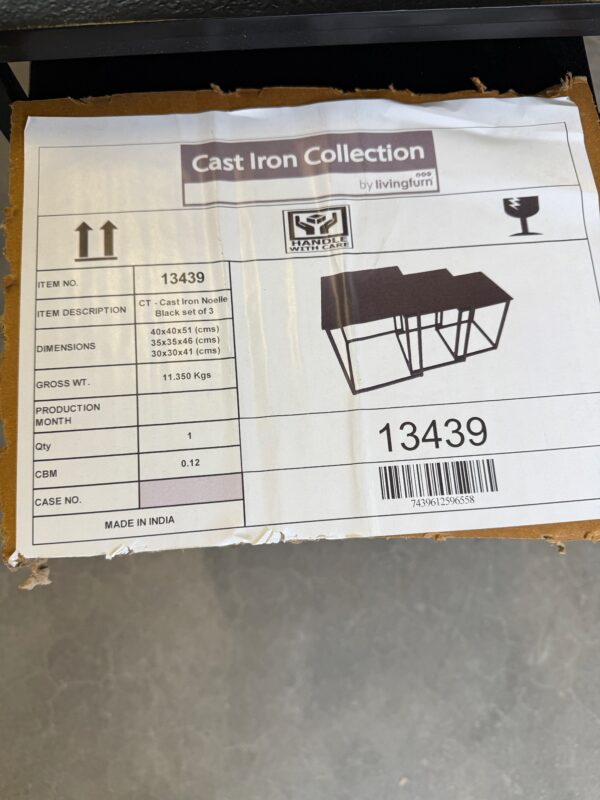 Cast Iron Collection
by livingfurn
HANDLE
WITH CARE
ITEM NO.
13439
ITEM DESCRIPTION
CT - Cast Iron Noelle
Black set of 3
DIMENSIONS
40x40x51 (cms)
35x35x46 (cms)
30x30x41 (cms)
GROSS WT.
11.350 Kgs
PRODUCTION
MONTH
Qty
1
CBM
0.12
CASE NO.
MADE IN INDIA
13439
7439612596558